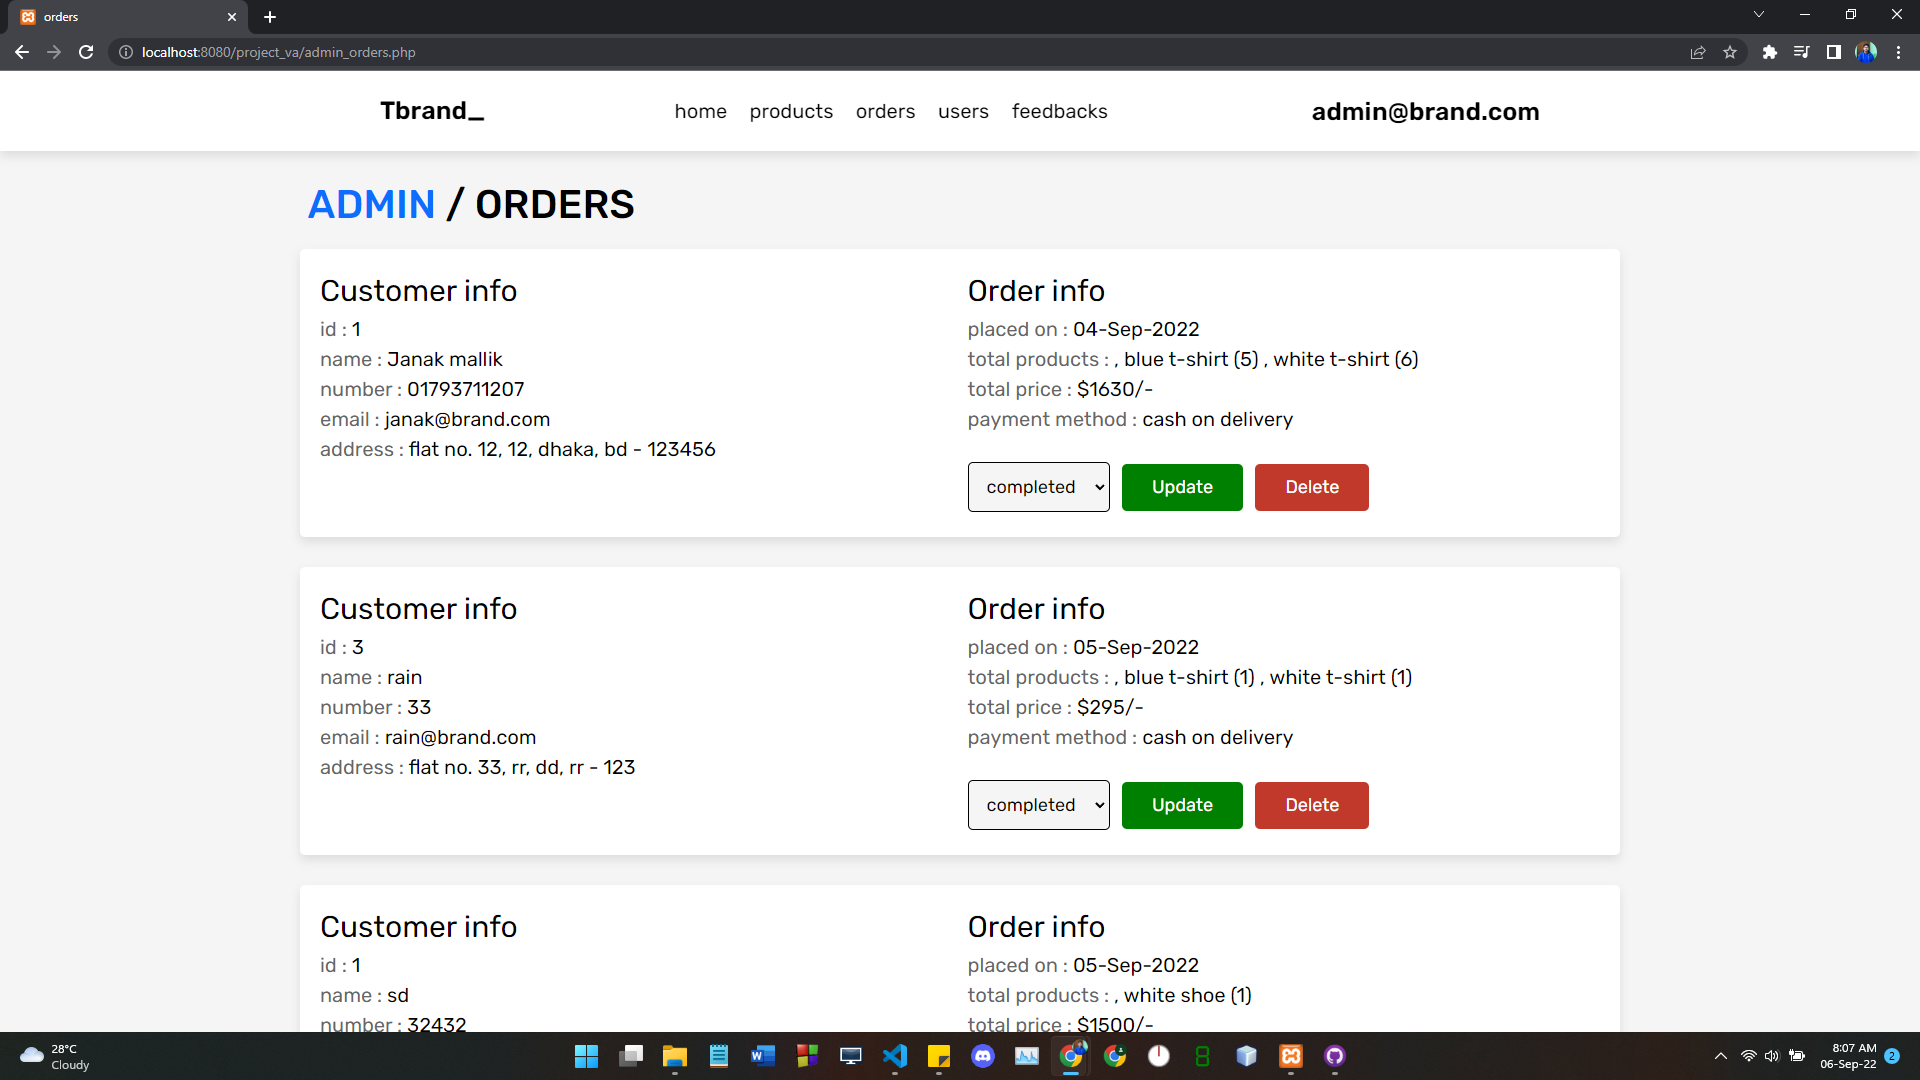 orders
localhost:8080/project_va/admin_orders.php
Tbrand_
home products orders users feedbacks
admin@brand.com
ADMIN / ORDERS
Customer info
id : 1
name : Janak mallik
number : 01793711207
email : janak@brand.com
address : flat no. 12, 12, dhaka, bd - 123456
Order info
placed on : 04-Sep-2022
total products : , blue t-shirt (5) , white t-shirt (6)
total price : $1630/-
payment method : cash on delivery
completed Update Delete
Customer info
id : 3
name : rain
number : 33
email : rain@brand.com
address : flat no. 33, rr, dd, rr - 123
Order info
placed on : 05-Sep-2022
total products : , blue t-shirt (1) , white t-shirt (1)
total price : $295/-
payment method : cash on delivery
completed Update Delete
Customer info
id : 1
name : sd
number : 32432
Order info
placed on : 05-Sep-2022
total products : , white shoe (1)
total price : $1500/-
28°C
Cloudy
8:07 AM
06-Sep-22
2